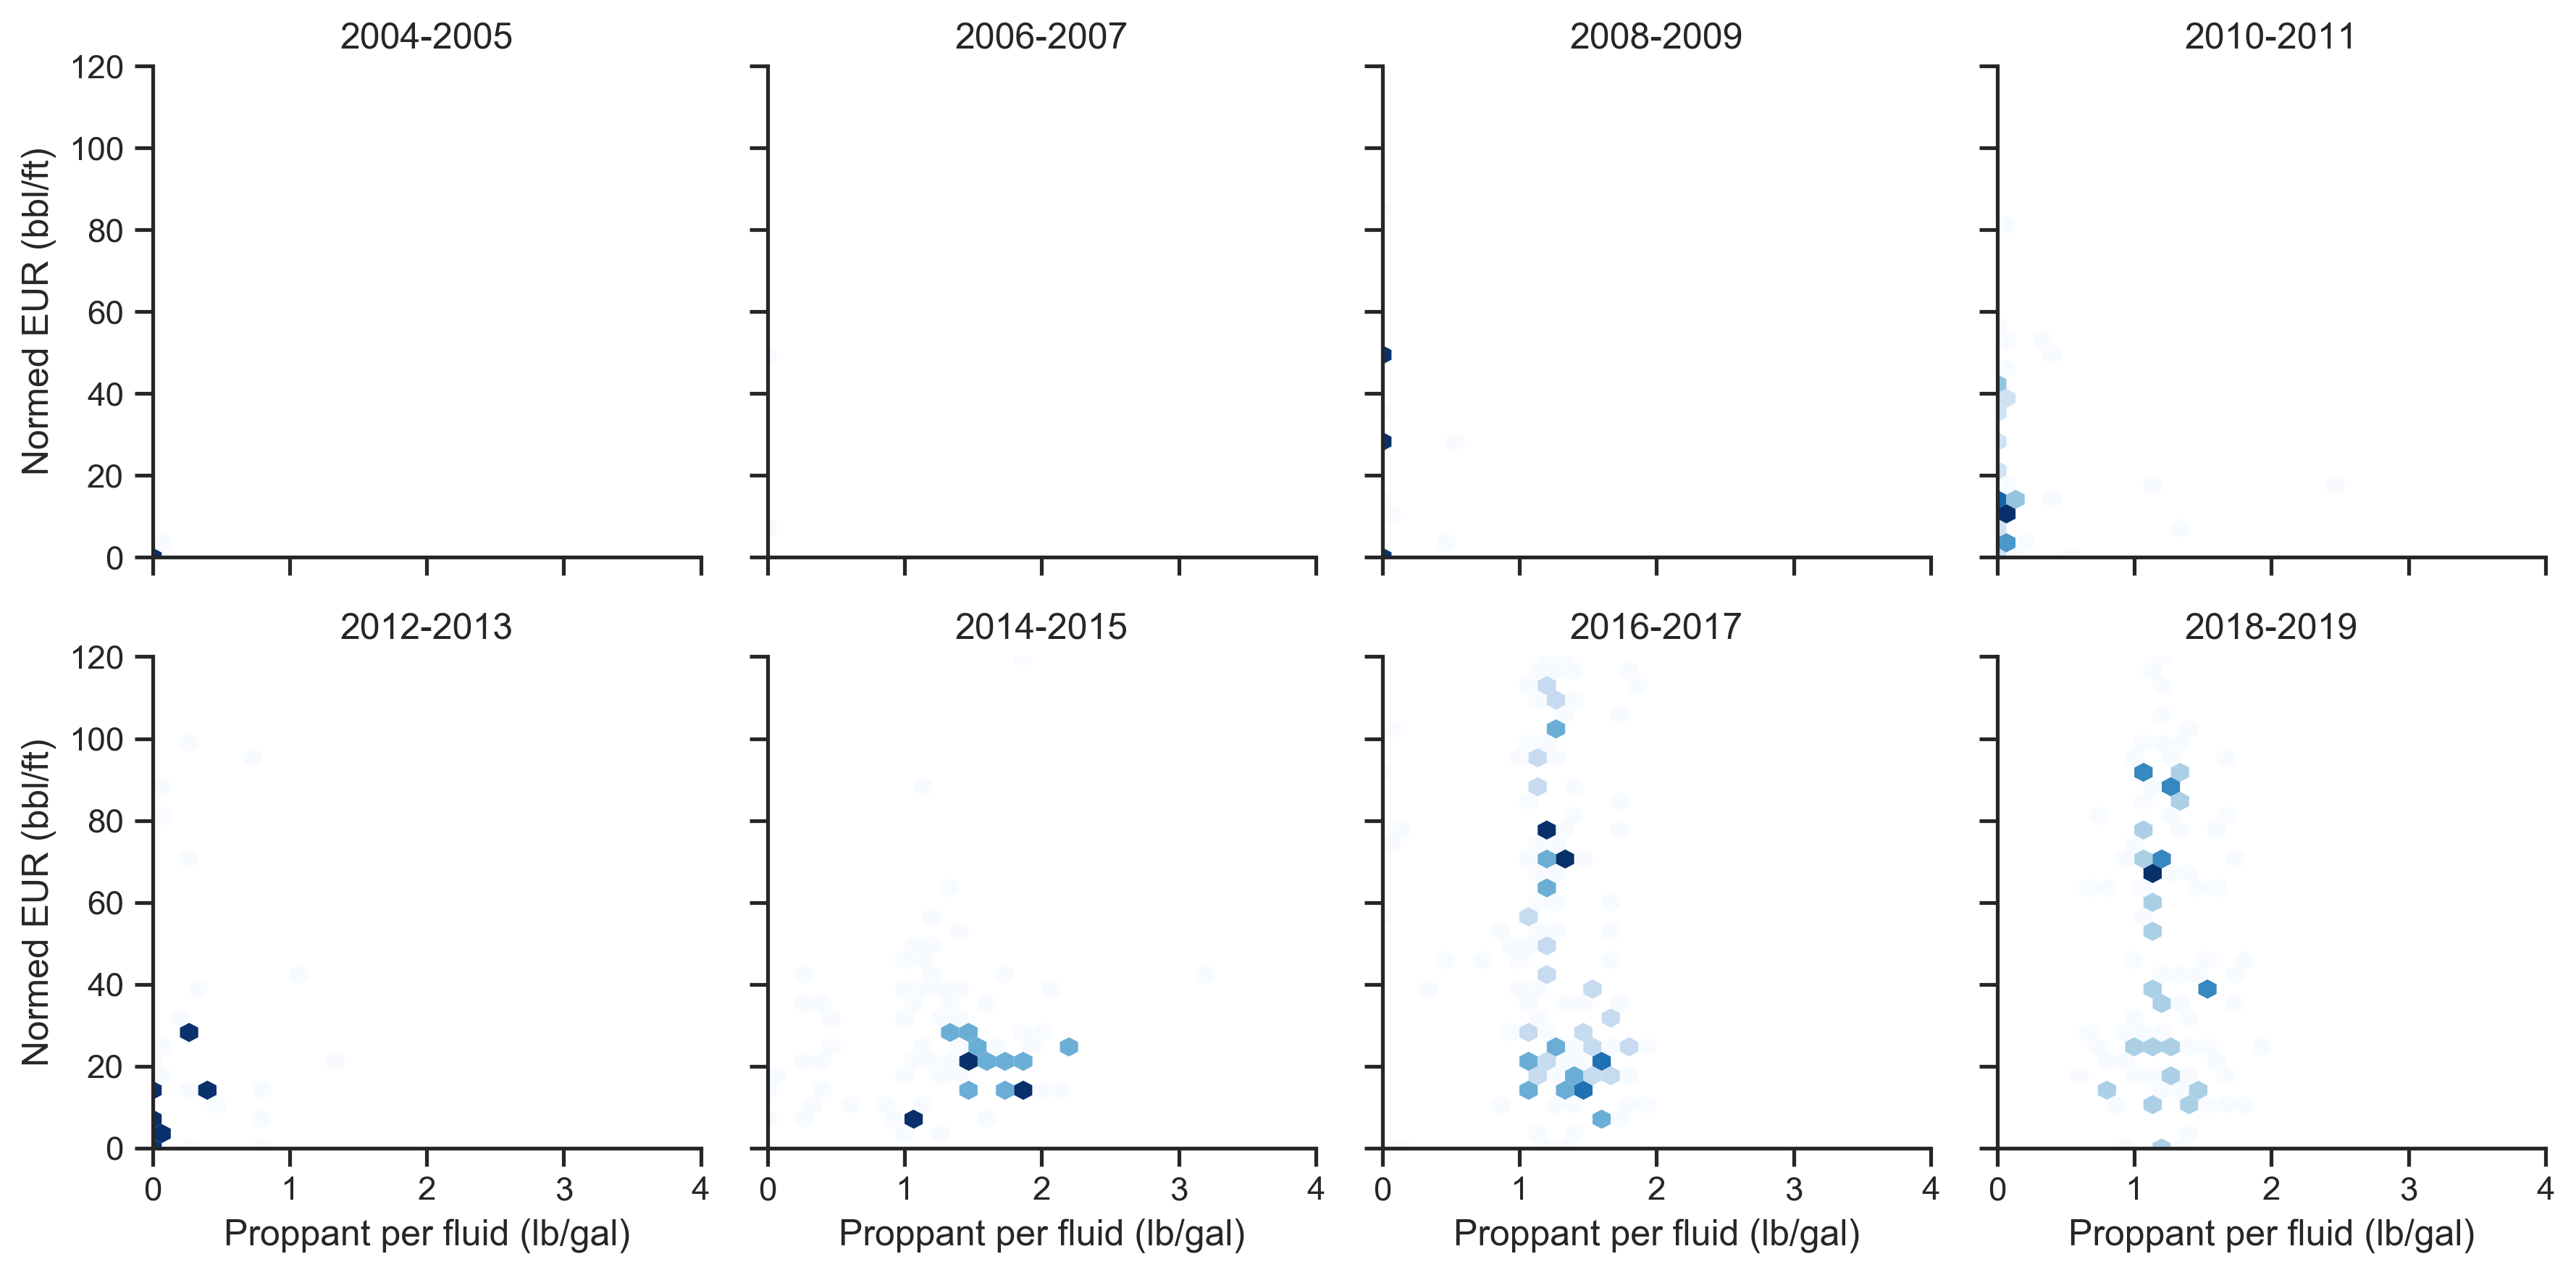 2004-2005
2006-2007
2008-2009
2010-2011
120
100
80
60
40
20
0
Normed EUR (bbl/ft)
2012-2013
2014-2015
2016-2017
2018-2019
120
100
80
60
40
20
0
Normed EUR (bbl/ft)
0 1 2 3 4
0 1 2 3 4
0 1 2 3 4
0 1 2 3 4
Proppant per fluid (lb/gal)
Proppant per fluid (lb/gal)
Proppant per fluid (lb/gal)
Proppant per fluid (lb/gal)